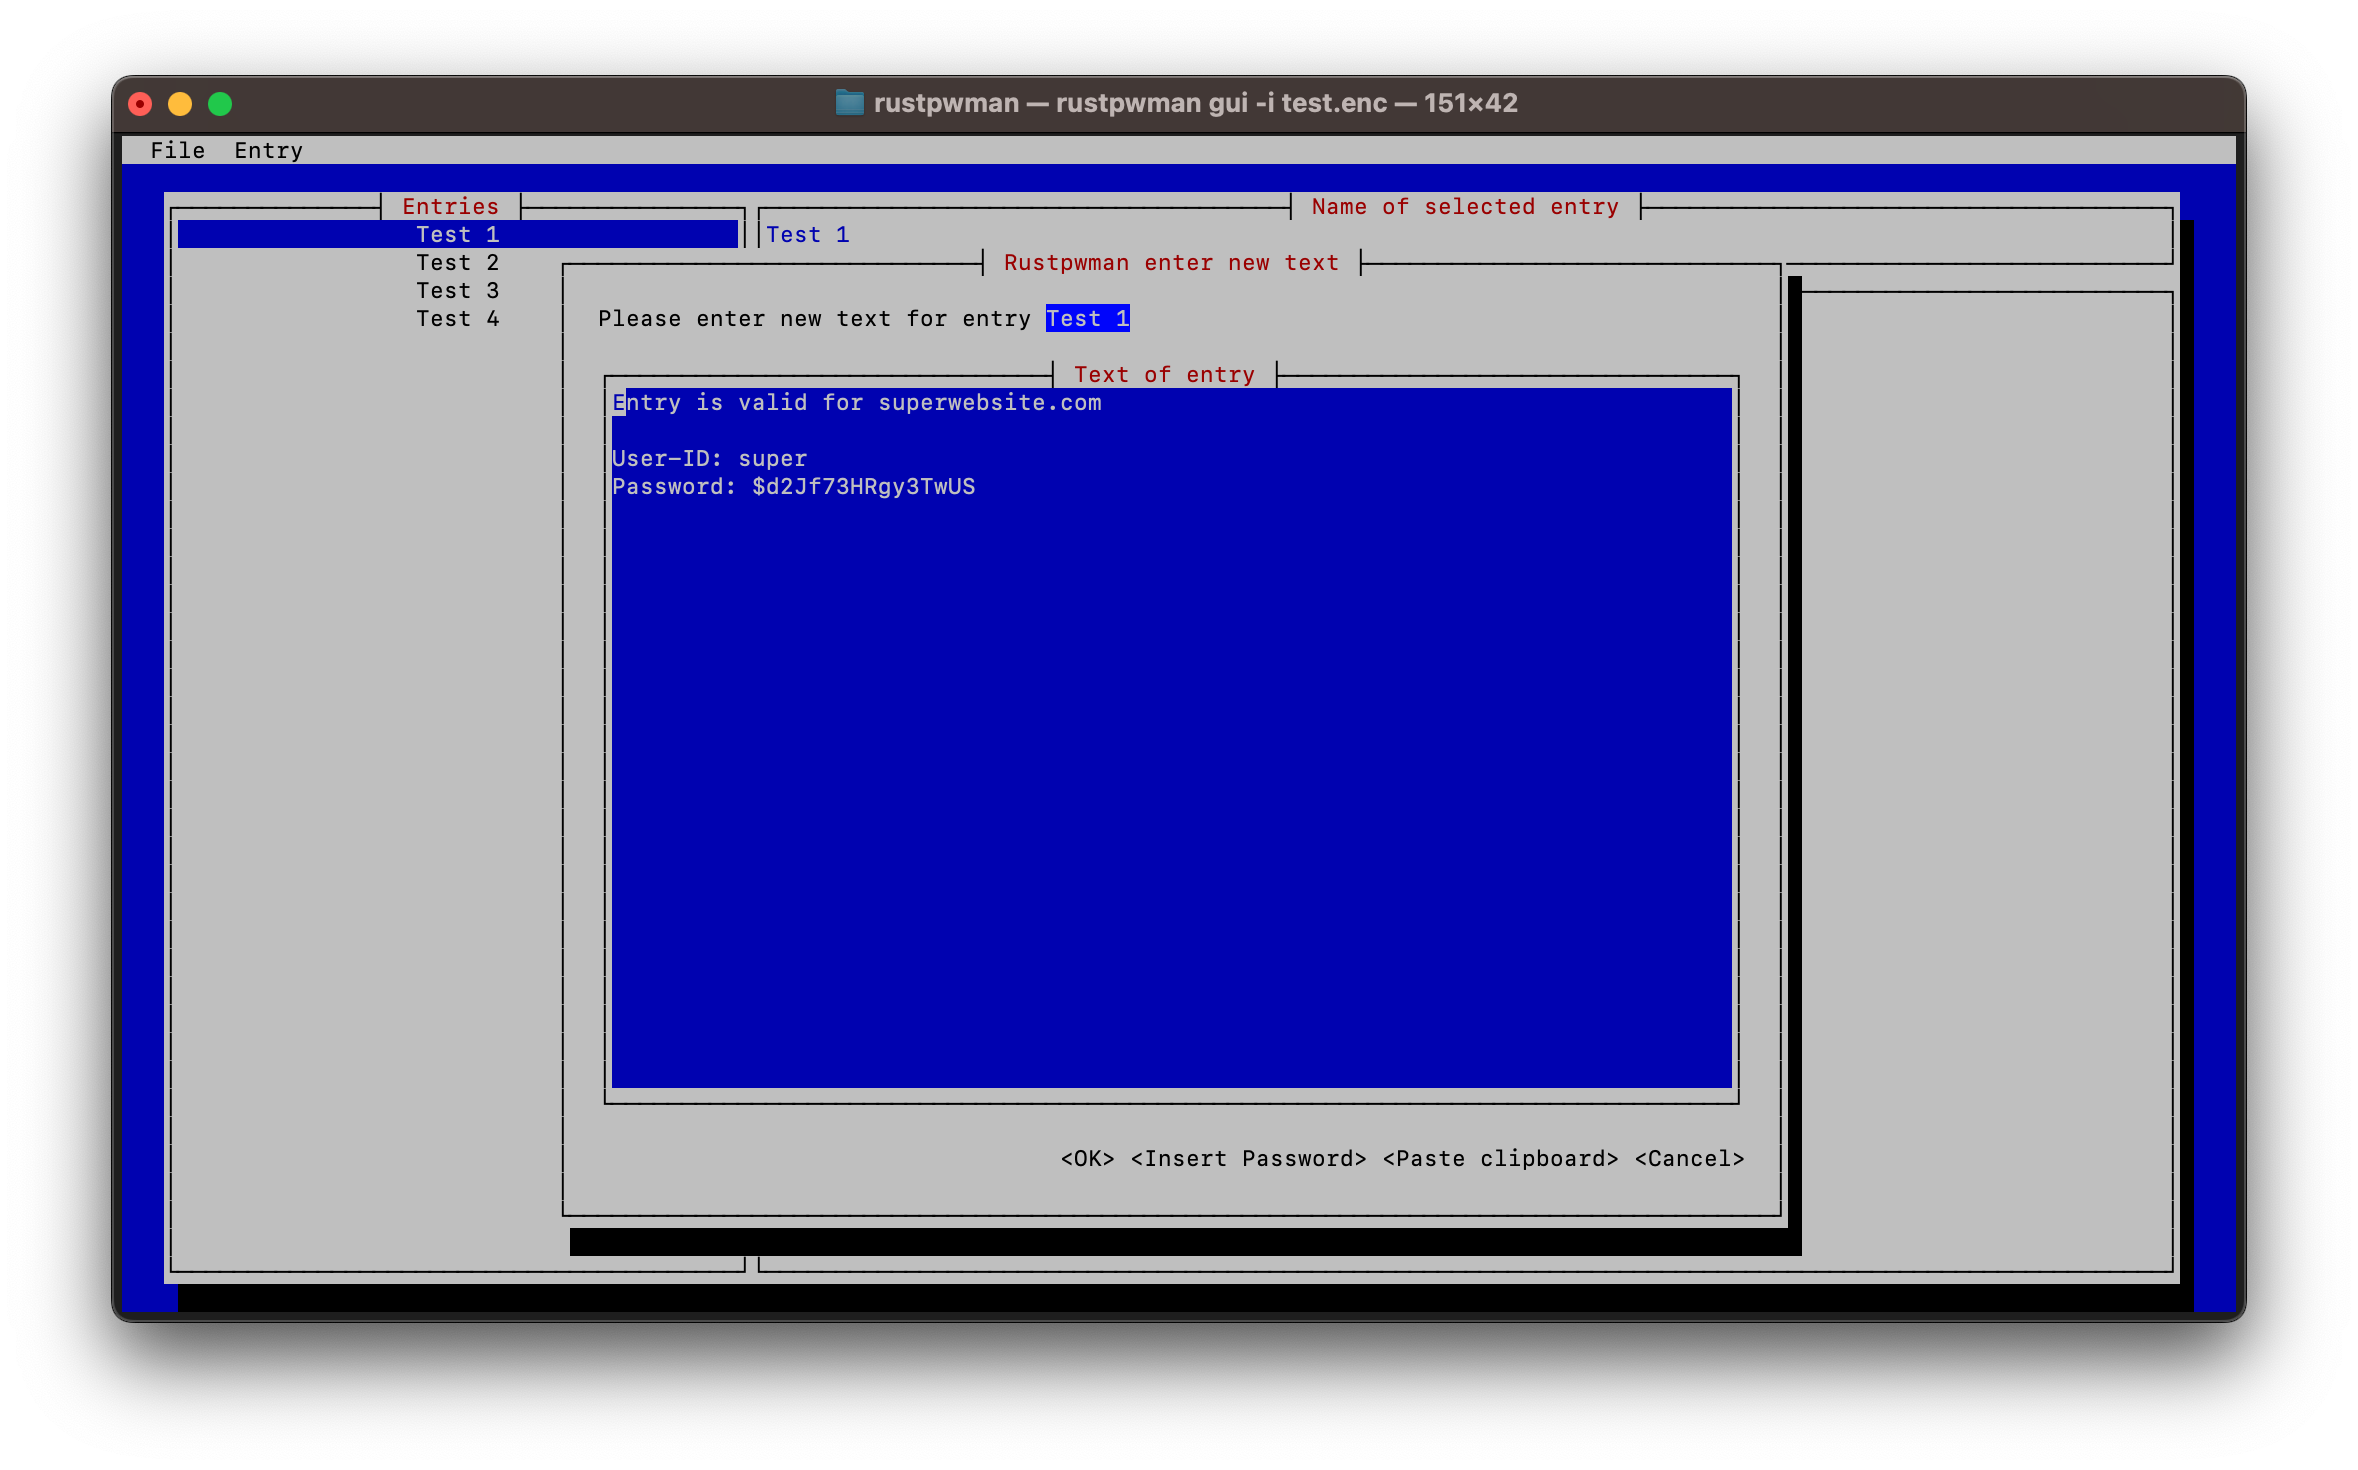 rustpwman — rustpwman gui -i test.enc — 151×42
File Entry
Entries
Name of selected entry
Test 1
Test 1
Test 2
Test 3
Test 4
Rustpwman enter new text
Please enter new text for entry Test 1
Text of entry
Entry is valid for superwebsite.com
User-ID: super
Password: $d2Jf73HRgy3TwUS
<OK> <Insert Password> <Paste clipboard> <Cancel>